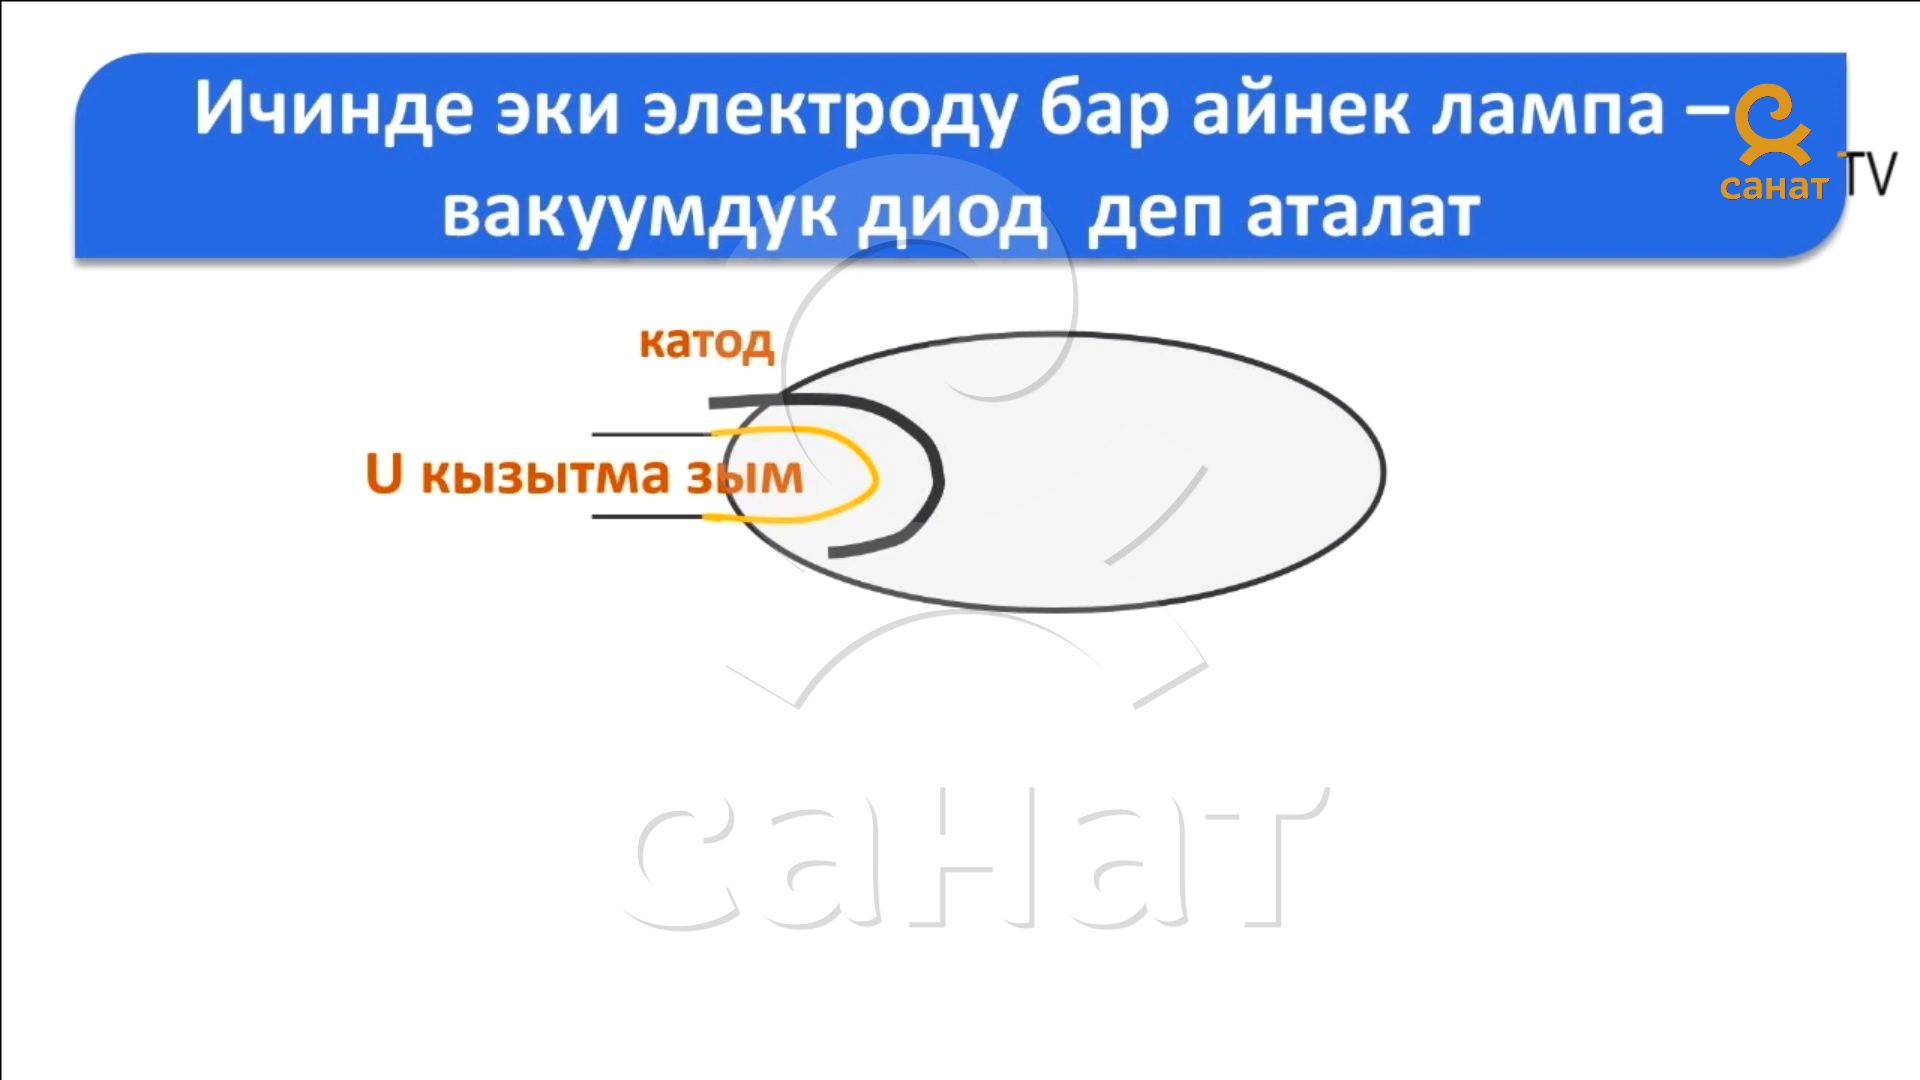 Ичинде эки электроду бар айнек лампа –
вакуумдук диод деп аталат
санат TV
катод
U кызытма зым
санат